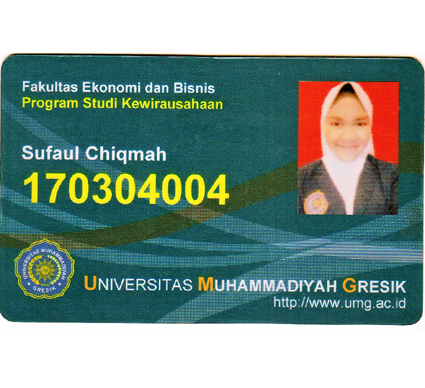 Fakultas Ekonomi dan Bisnis
Program Studi Kewirausahaan
Sufaul Chiqmah
170304004
UNIVERSITAS MUHAMMADIYAH
GRESIK
UNIVERSITAS MUHAMMADIYAH GRESIK
http://www.umg.ac.id